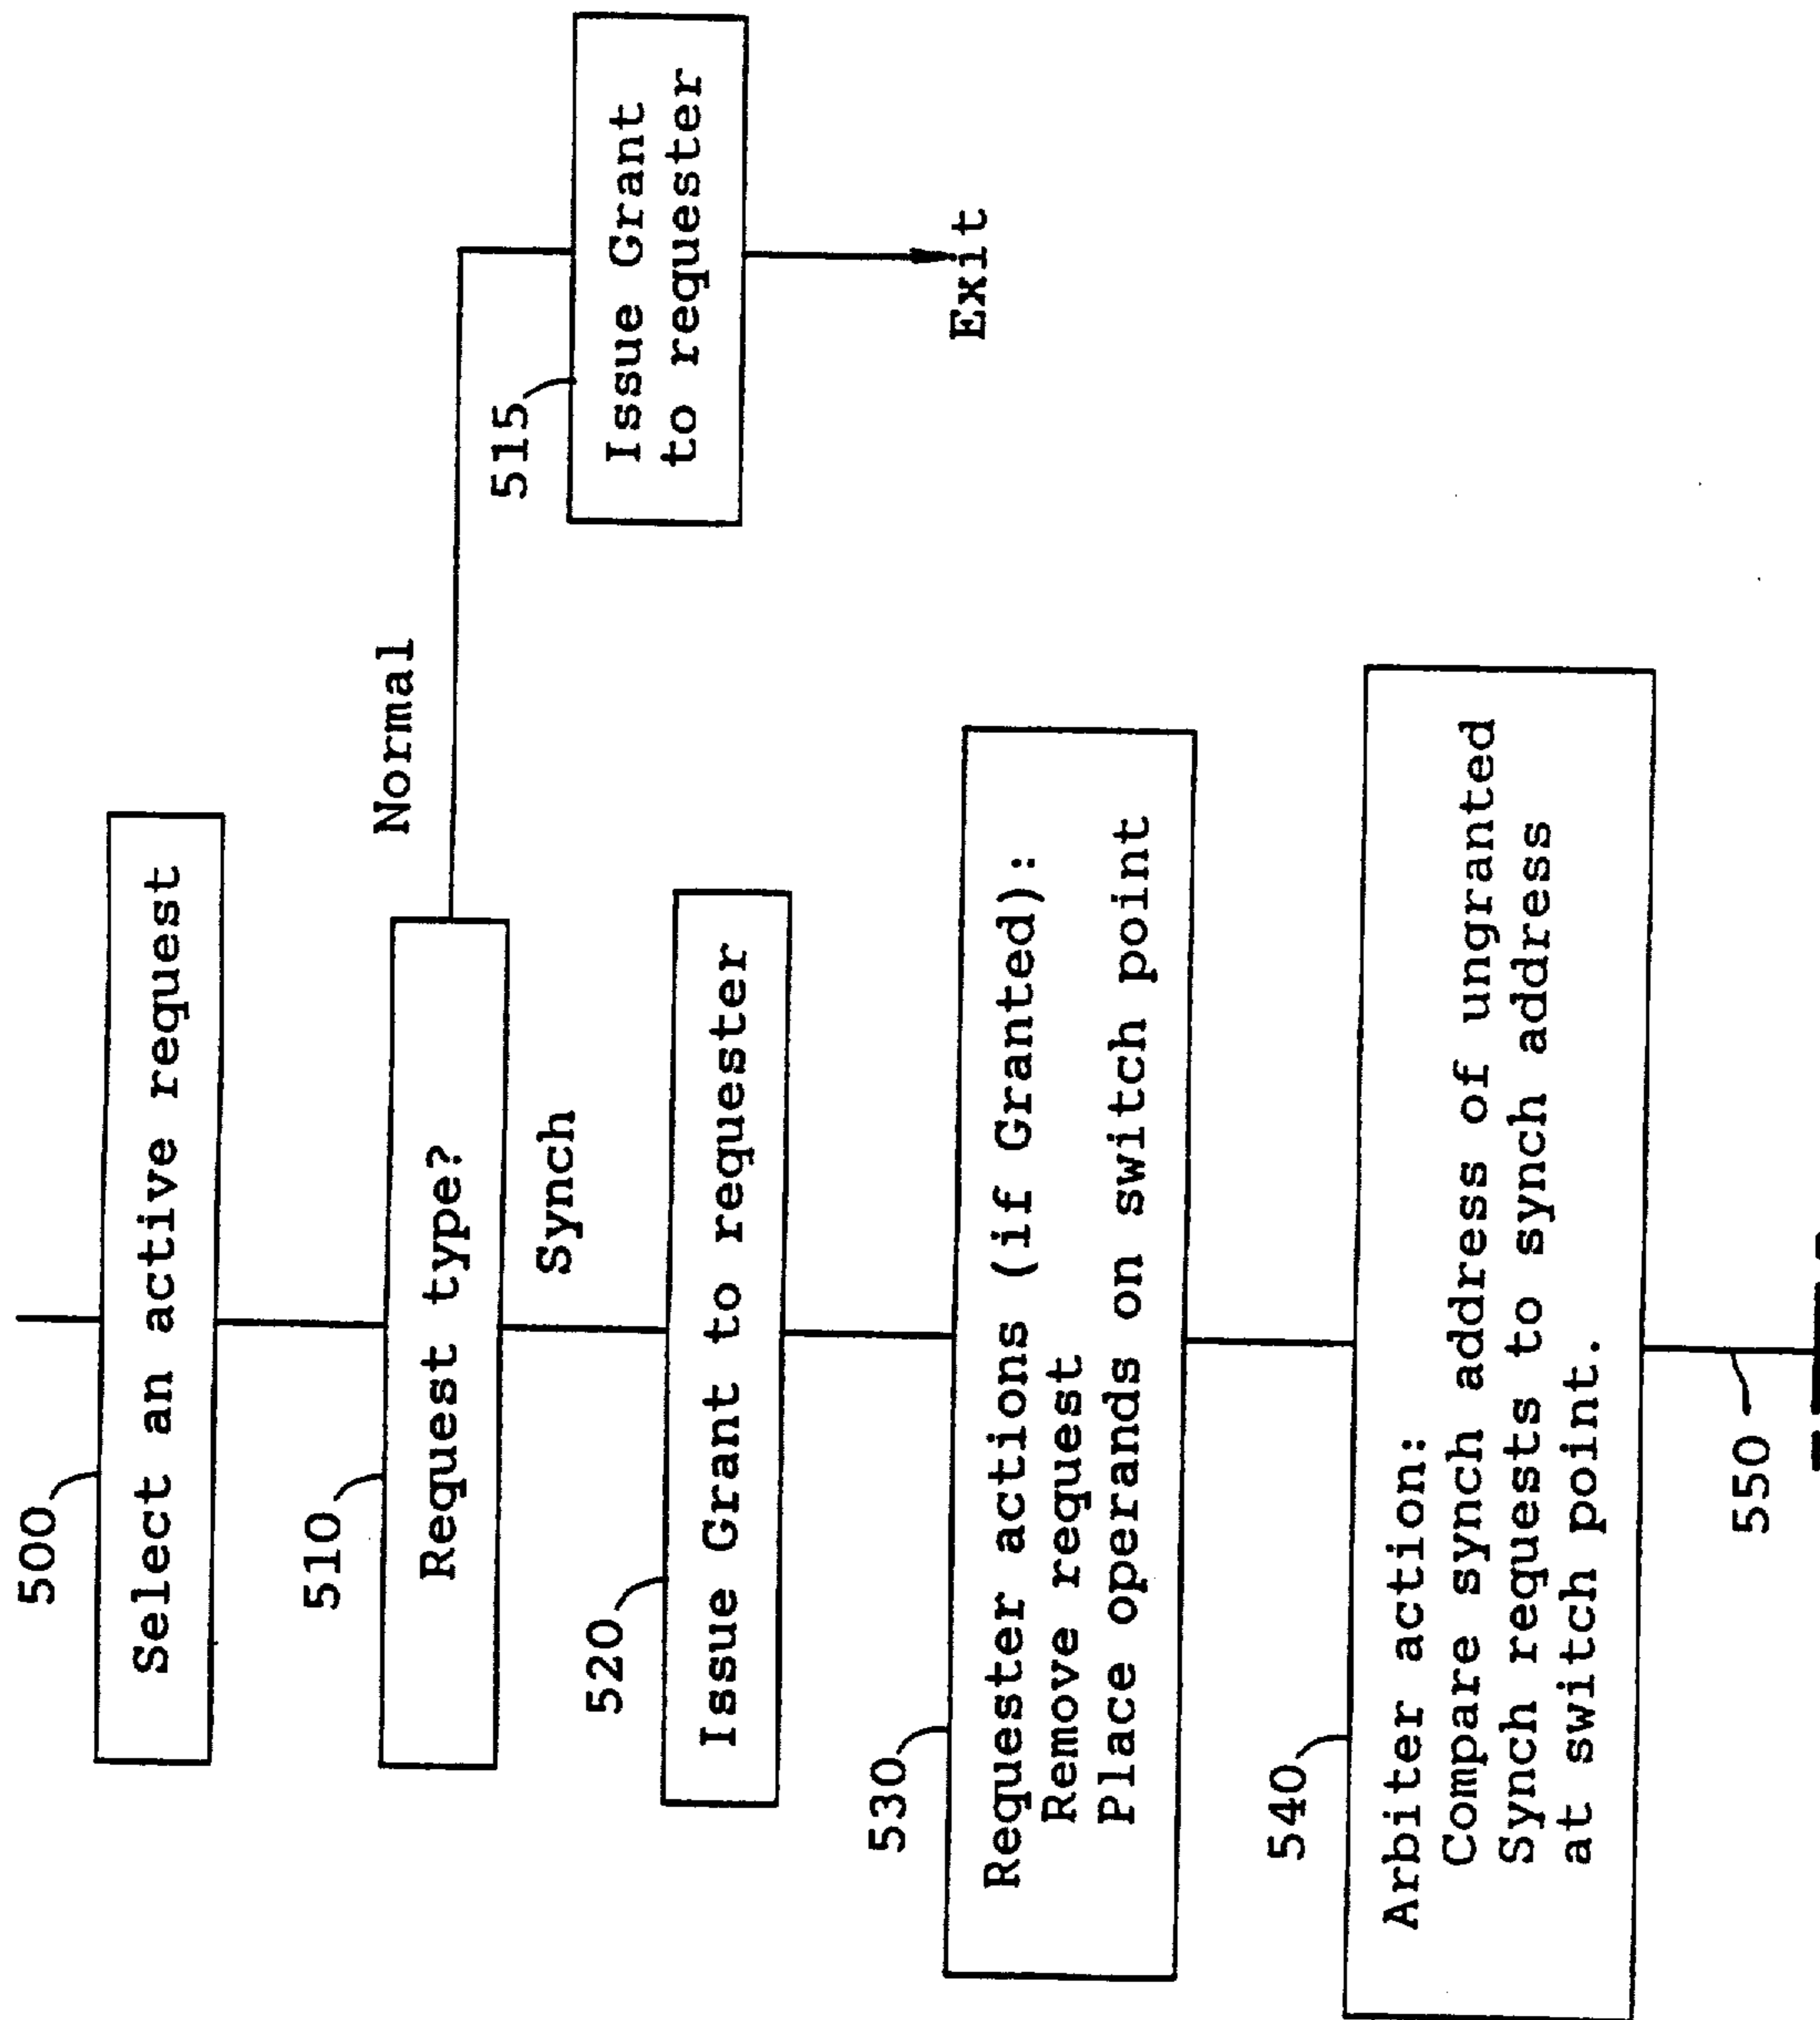 500
Select an active request
510
Request type?
Normal
515
Issue Grant
to requester
Exit
Synch
520
Issue Grant to requester
530
Requester actions (if Granted):
Remove request
Place operands on switch point
540
Arbiter action:
Compare synch address of ungranted
Synch requests to synch address
at switch point.
550